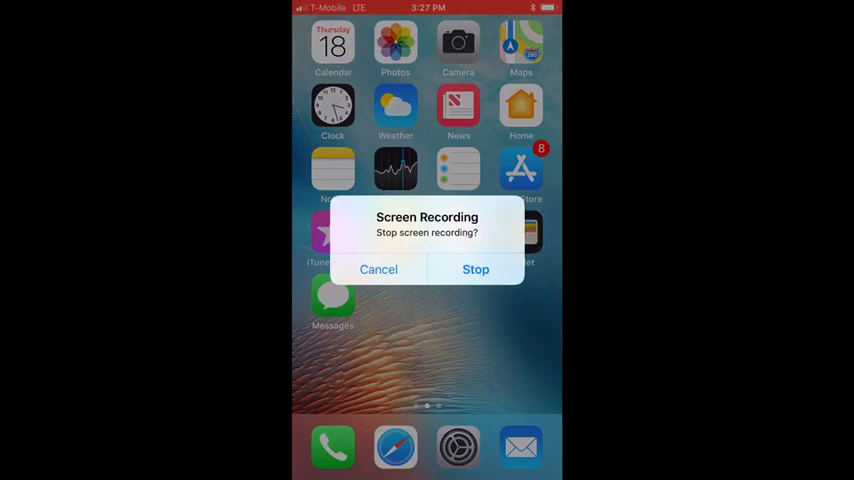 T-Mobile LTE 3:27 PM
Thursday
18
Calendar Photos Camera Maps
280
Clock Weather News Home
8
Screen Recording
Stop screen recording?
Cancel Stop
Messages